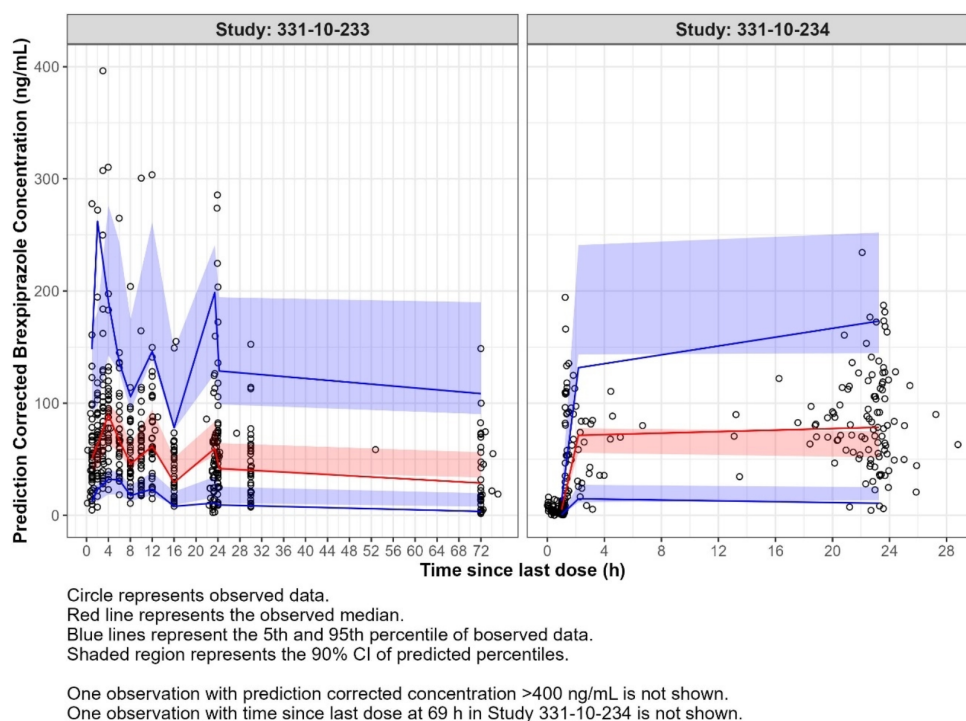 Study: 331-10-233
Study: 331-10-234
Prediction Corrected Brexpiprazole Concentration (ng/mL)
400
300
200
100
0
0 4 8 12 16 20 24 28 32 36 40 44 48 52 56 60 64 68 72
0 4 8 12 16 20 24 28
Time since last dose (h)
Circle represents observed data.
Red line represents the observed median.
Blue lines represent the 5th and 95th percentile of boserved data.
Shaded region represents the 90% CI of predicted percentiles.
One observation with prediction corrected concentration >400 ng/mL is not shown.
One observation with time since last dose at 69 h in Study 331-10-234 is not shown.